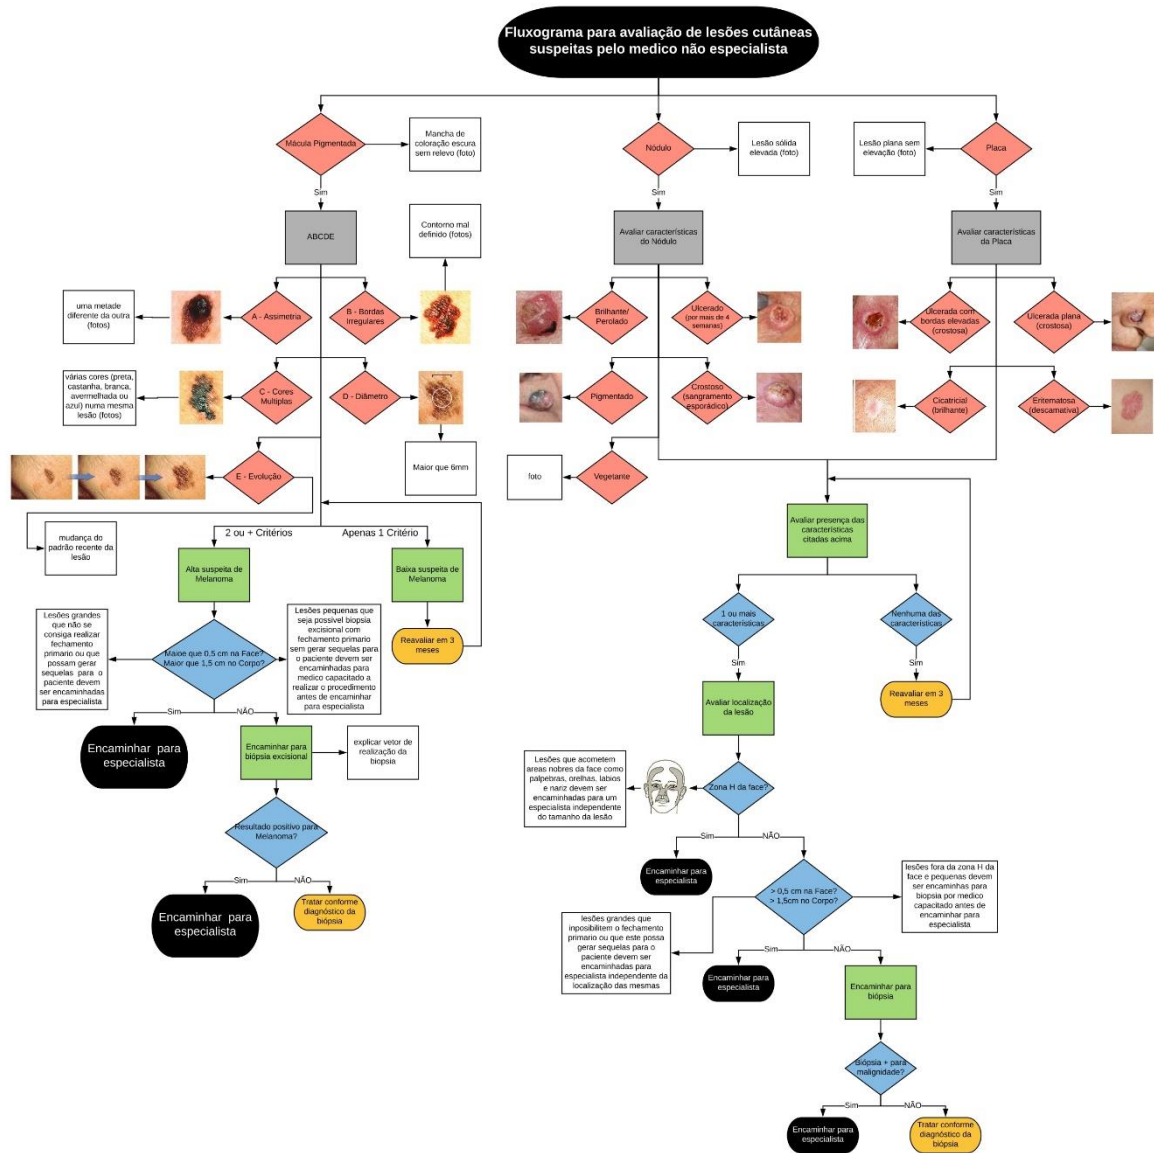 Fluxograma para avaliação de lesões cutâneas
suspeitas pelo medico não especialista
Mácula Pigmentada
Mancha de
coloração escura
sem relevo (foto)
Nódulo
Lesão sólida
elevada (foto)
Lesão plana sem
elevação (foto)
Placa
Sim
Sim
Sim
ABCDE
Contorno mal
definido (fotos)
Avaliar características
do Nódulo
Avaliar características
da Placa
uma metade
diferente da outra
(fotos)
A - Assimetria
B - Bordas
Irregulares
Brilhante/
Perolado
Ulcerado
(por mais de 4
semanas)
Ulcerada com
bordas elevadas
(crostosa)
Ulcerada plana
(crostosa)
várias cores (preta,
castanha, branca,
avermelhada ou
azul) numa mesma
lesão (fotos)
C - Cores
Multiplas
D - Diâmetro
Pigmentado
Crostoso
(sangramento
esporádico)
Cicatricial
(brilhante)
Eritematosa
(descamativa)
E - Evolução
Maior que 6mm
foto
Vegetante
mudança do
padrão recente da
lesão
2 ou + Critérios
Apenas 1 Critério
Alta suspeita de
Melanoma
Baixa suspeita de
Melanoma
Avaliar presença das
características
citadas acima
Lesões grandes
que não se
consiga realizar
fechamento
primario ou que
possam gerar
sequelas para o
paciente devem
ser encaminhadas
para especialista
Maioe que 0,5 cm na Face?
Maior que 1,5 cm no Corpo?
Lesões pequenas que
seja possivel biopsia
excisional com
fechamento primario
sem gerar sequelas para
o paciente devem ser
encaminhadas para
medico capacitado a
realizar o procedimento
antes de encaminhar
para especialista
Reavaliar em 3
meses
1 ou mais
características
Nenhuma das
características
Sim
Sim
Avaliar localização
da lesão
Reavaliar em 3
meses
Sim
NÃO
Encaminhar para
especialista
Encaminhar para
biópsia excisional
explicar vetor de
realização da
biopsia
Lesões que acometem
areas nobres da face como
palpebras, orelhas, labios
e nariz devem ser
encaminhadas para um
especialista independente
do tamanho da lesão
Zona H da face?
Resultado positivo para
Melanoma?
Sim
NÃO
Encaminhar para
especialista
Sim
NÃO
Encaminhar para
especialista
Tratar conforme
diagnóstico da
biópsia
> 0,5 cm na Face?
> 1,5cm no Corpo?
lesões fora da zona H da
face e pequenas devem
ser encaminhas para
biopsia por medico
capacitado antes de
encaminhar para
especialista
lesões grandes que
inposibilitem o fechamento
primario ou que este possa
gerar sequelas para o
paciente devem ser
encaminhadas para
especialista independente da
localização das mesmas
Sim
NÃO
Encaminhar para
especialista
Encaminhar para
biópsia
Biópsia + para
malignidade?
Sim
NÃO
Encaminhar para
especialista
Tratar conforme
diagnóstico da
biópsia